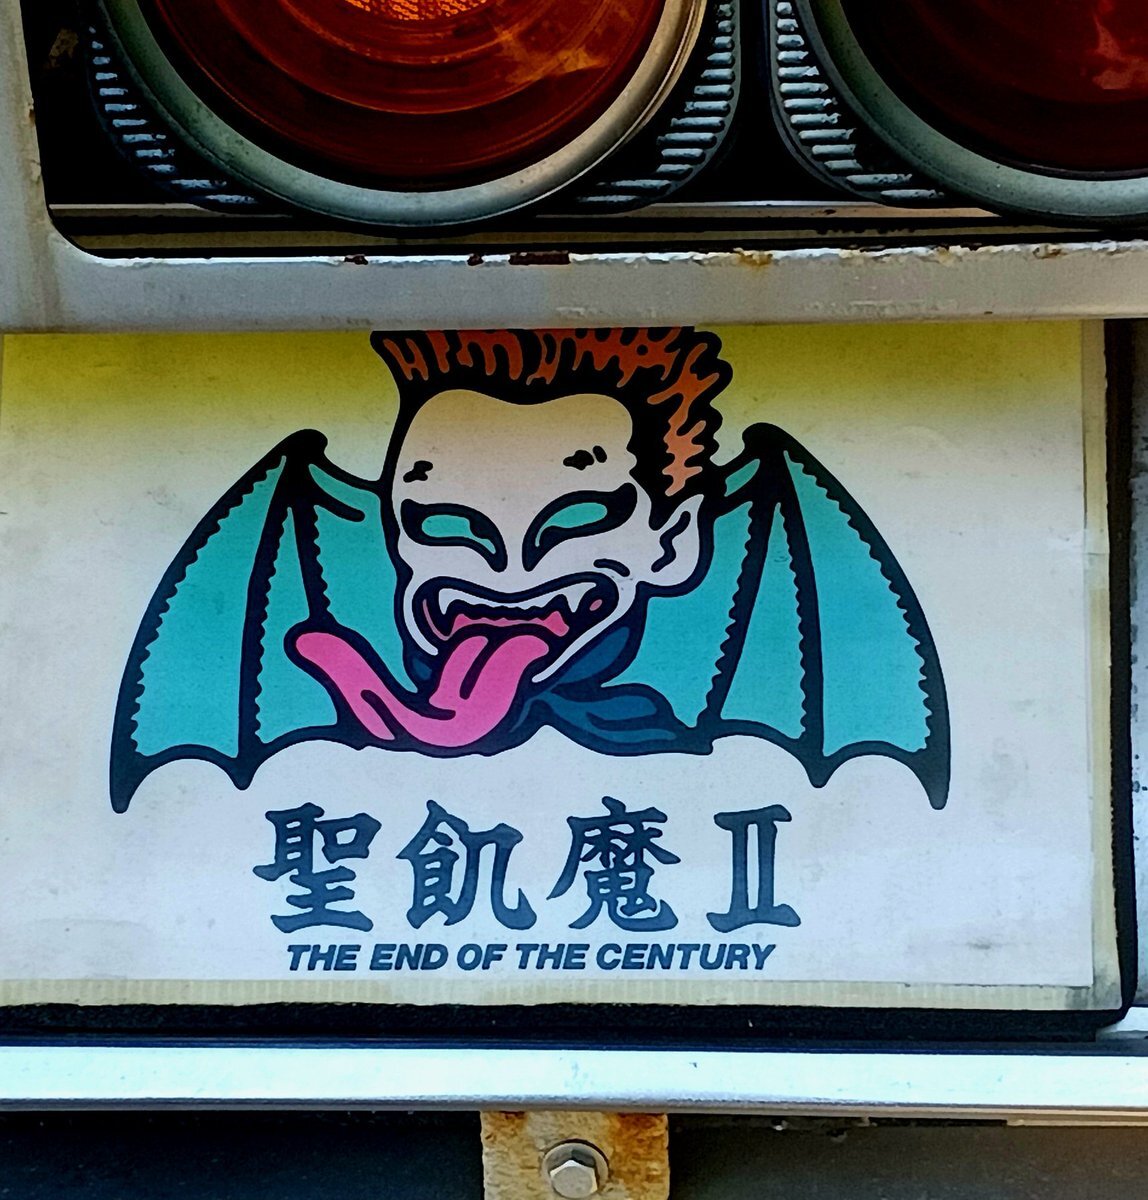 聖飢魔Ⅱ
THE END OF THE CENTURY